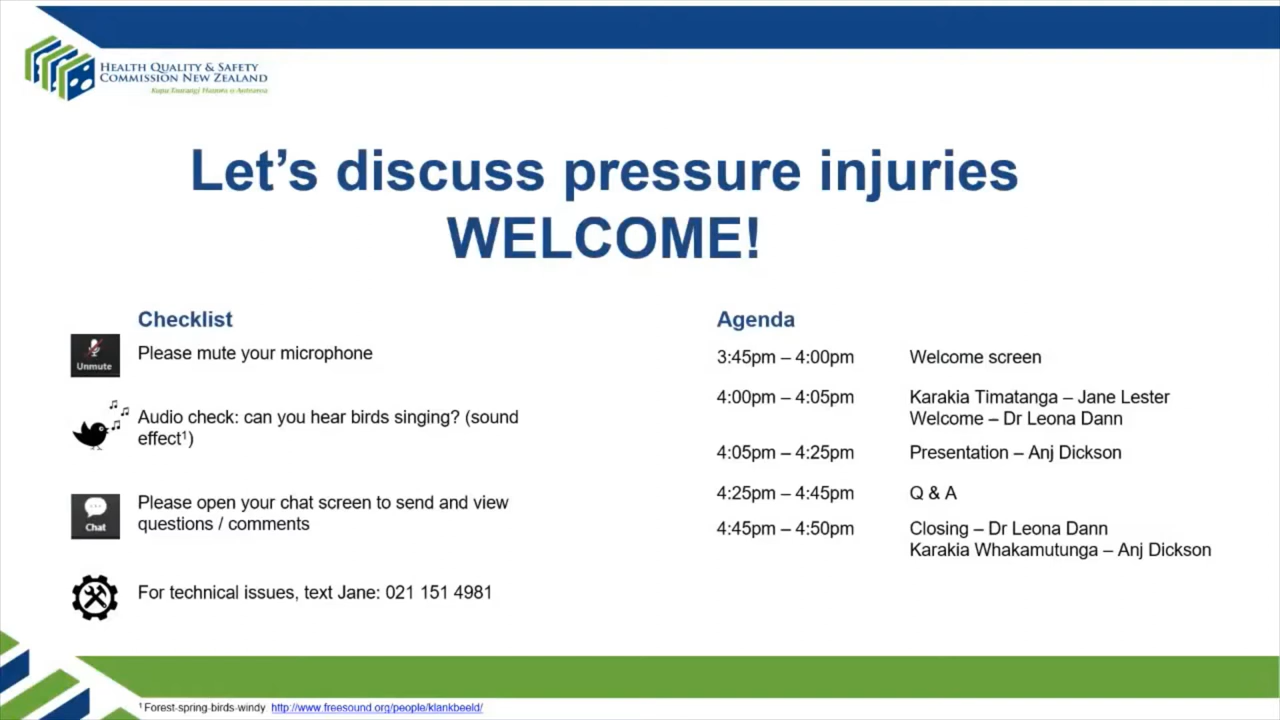 HEALTH QUALITY & SAFETY
COMMISSION NEW ZEALAND
Kupu Taurangi Hauora o Aotearoa
Let’s discuss pressure injuries
WELCOME!
Checklist
Unmute
Please mute your microphone
Audio check: can you hear birds singing? (sound
effect¹)
Please open your chat screen to send and view
questions / comments
Chat
For technical issues, text Jane: 021 151 4981
Agenda
3:45pm – 4:00pm Welcome screen
4:00pm – 4:05pm Karakia Timatanga – Jane Lester
Welcome – Dr Leona Dann
4:05pm – 4:25pm Presentation – Anj Dickson
4:25pm – 4:45pm Q & A
4:45pm – 4:50pm Closing – Dr Leona Dann
Karakia Whakamutunga – Anj Dickson
¹ Forest-spring-birds-windy http://www.freesound.org/people/klankbeeld/